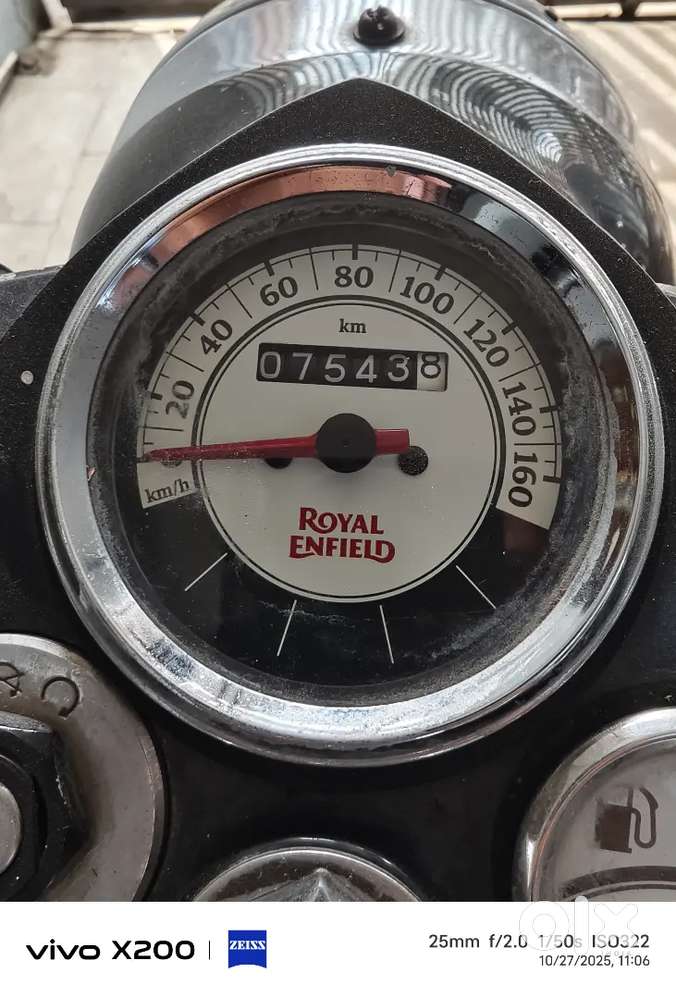 20 40 60 80 100 120 140 160
km
075438
km/h
ROYAL
ENFIELD
vivo X200 | ZEISS
25mm f/2.0 1/50s ISO322
10/27/2025, 11:06
olx